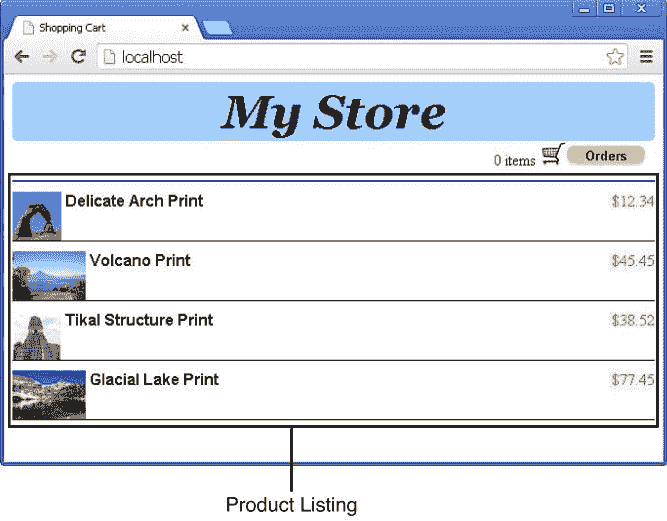 Shopping Cart
localhost
My Store
0 items Orders
Delicate Arch Print $12.34
Volcano Print $45.45
Tikal Structure Print $38.52
Glacial Lake Print $77.45
Product Listing